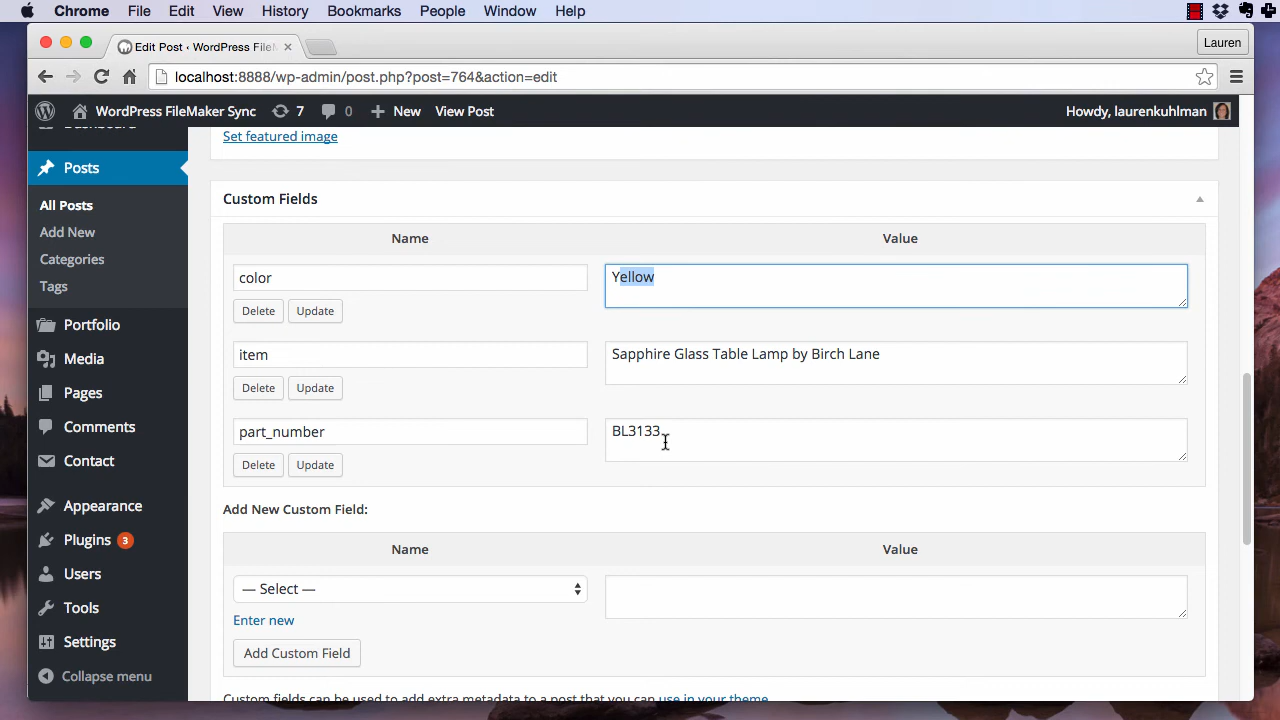 Chrome File Edit View History Bookmarks People Window Help
Edit Post ‹ WordPress FileM
Lauren
localhost:8888/wp-admin/post.php?post=764&action=edit
WordPress FileMaker Sync 7 0 New View Post Howdy, laurenkuhlman
Set featured image
Posts
All Posts
Add New
Categories
Tags
Portfolio
Media
Pages
Comments
Contact
Appearance
Plugins 3
Users
Tools
Settings
Collapse menu
Custom Fields
Name Value
color Yellow
Delete Update
item Sapphire Glass Table Lamp by Birch Lane
Delete Update
part_number BL3133
Delete Update
Add New Custom Field:
Name Value
— Select —
Enter new
Add Custom Field
Custom fields can be used to add extra metadata to a post that you can use in your theme